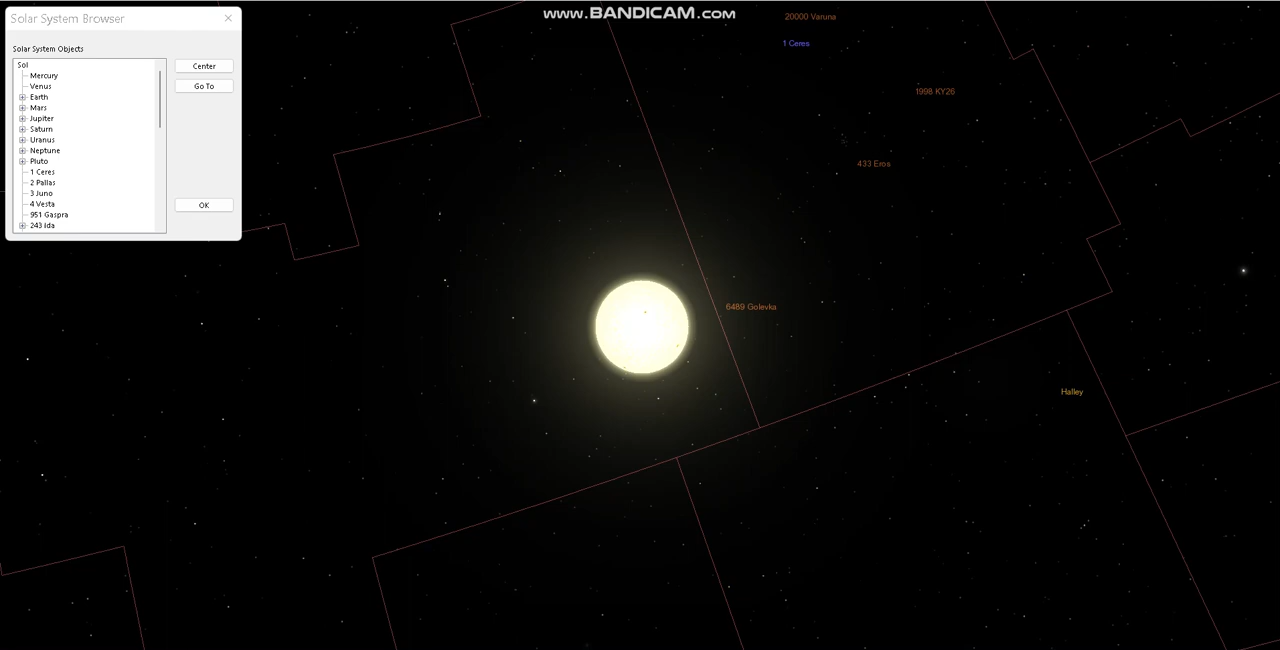 Solar System Browser
www.BANDICAM.com
Solar System Objects
Sol
Mercury
Venus
Earth
Mars
Jupiter
Saturn
Uranus
Neptune
Pluto
1 Ceres
2 Pallas
3 Juno
4 Vesta
951 Gaspra
243 Ida
Center
Go To
OK
20000 Varuna
1 Ceres
1998 KY26
433 Eros
6489 Golevka
Halley